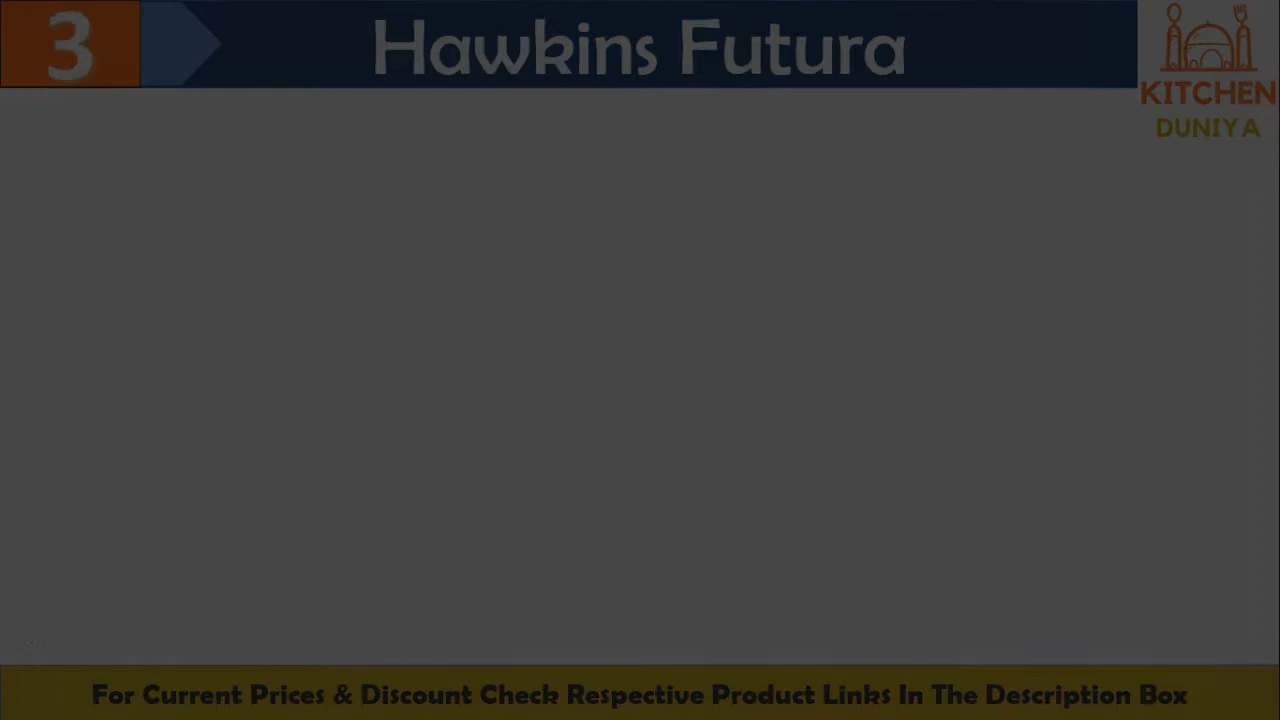 3
Hawkins Futura
KITCHEN
DUNIYA
For Current Prices & Discount Check Respective Product Links In The Description Box